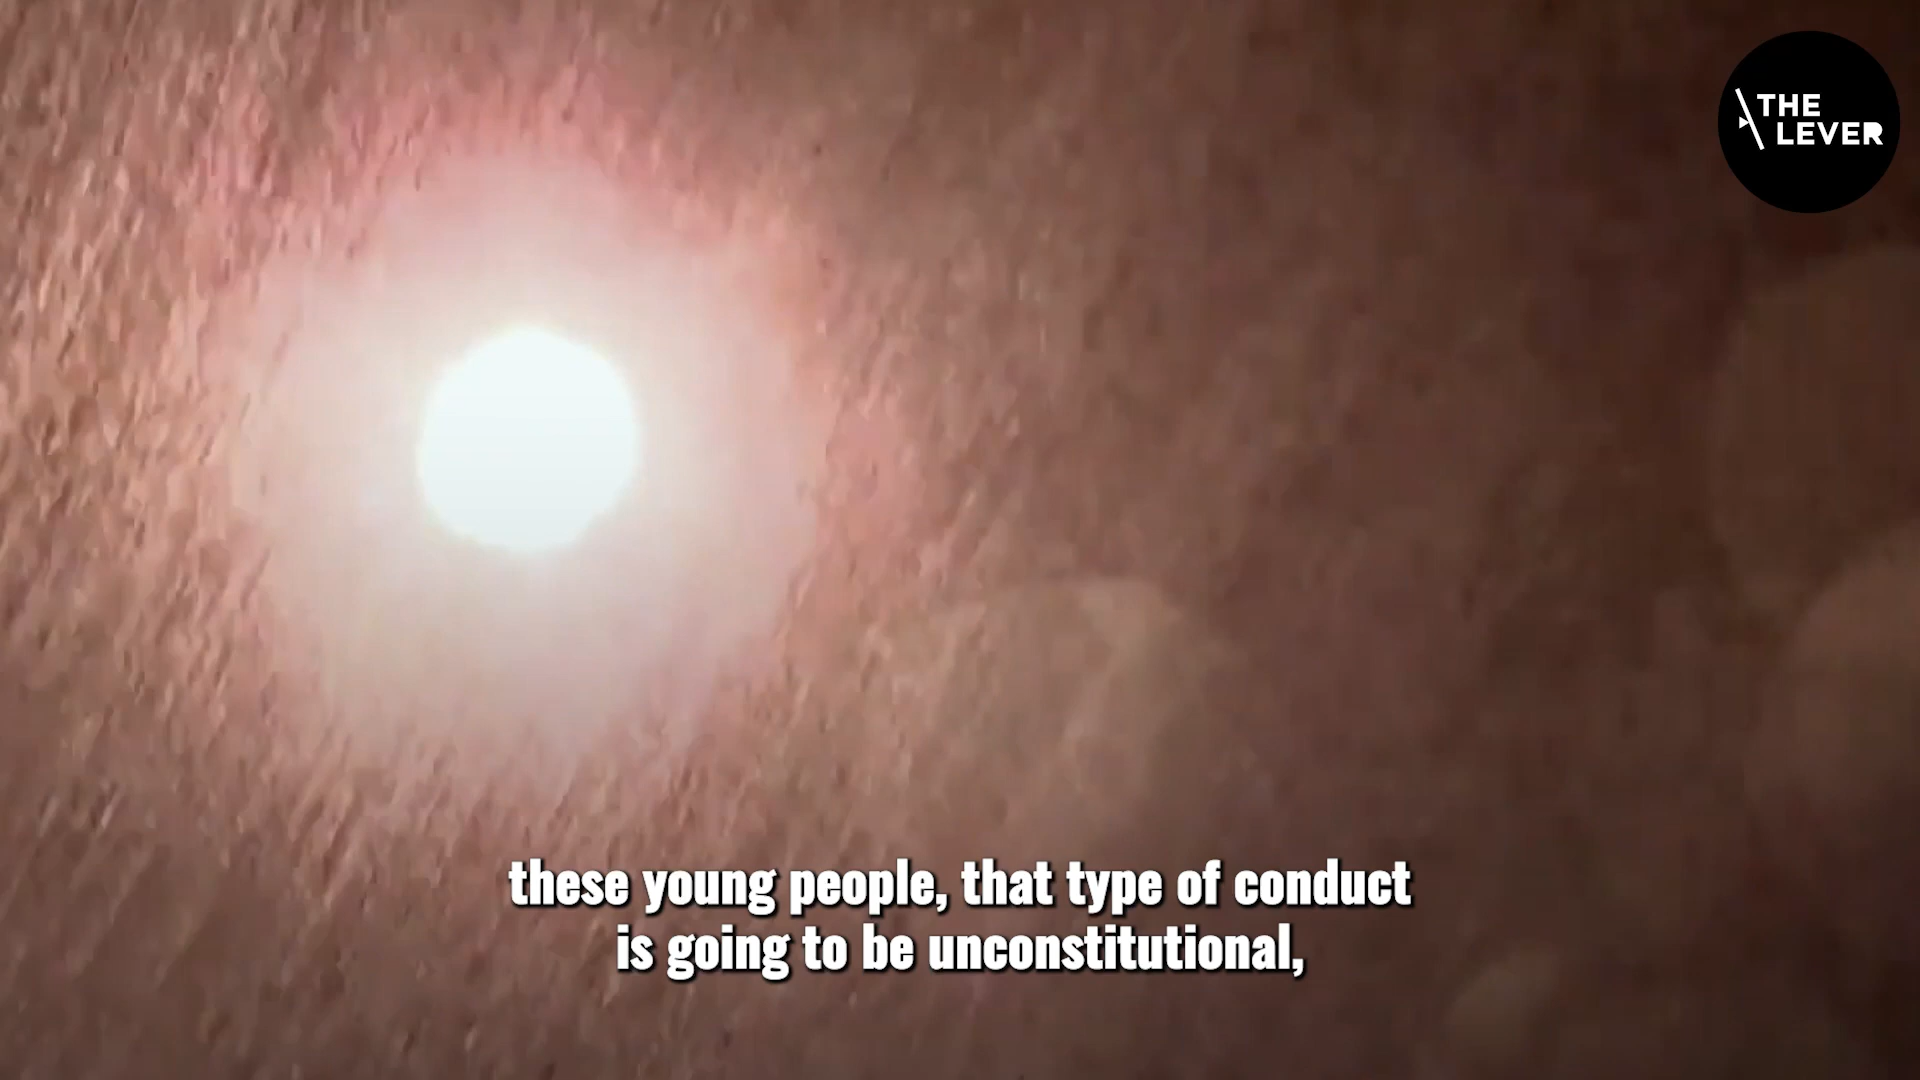 THE
LEVER
these young people, that type of conduct
is going to be unconstitutional,